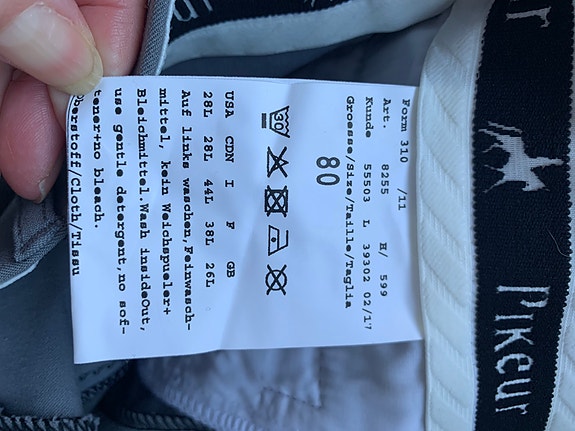 Form 310 /11
Art. 8255 H/ 599
Kunde 55503 L 39302 02/17
Groesse/Size/Taille/Taglia
80
30
USA CDN I F GB
28L 28L 44L 38L 26L
Auf links waschen,Feinwasch-
mittel, kein Weichspueler+
Bleichmittel.Wash insideOut,
use gentle detergent,no sof-
tener+no bleach.
Oberstoff/Cloth/Tissu
Pikeur